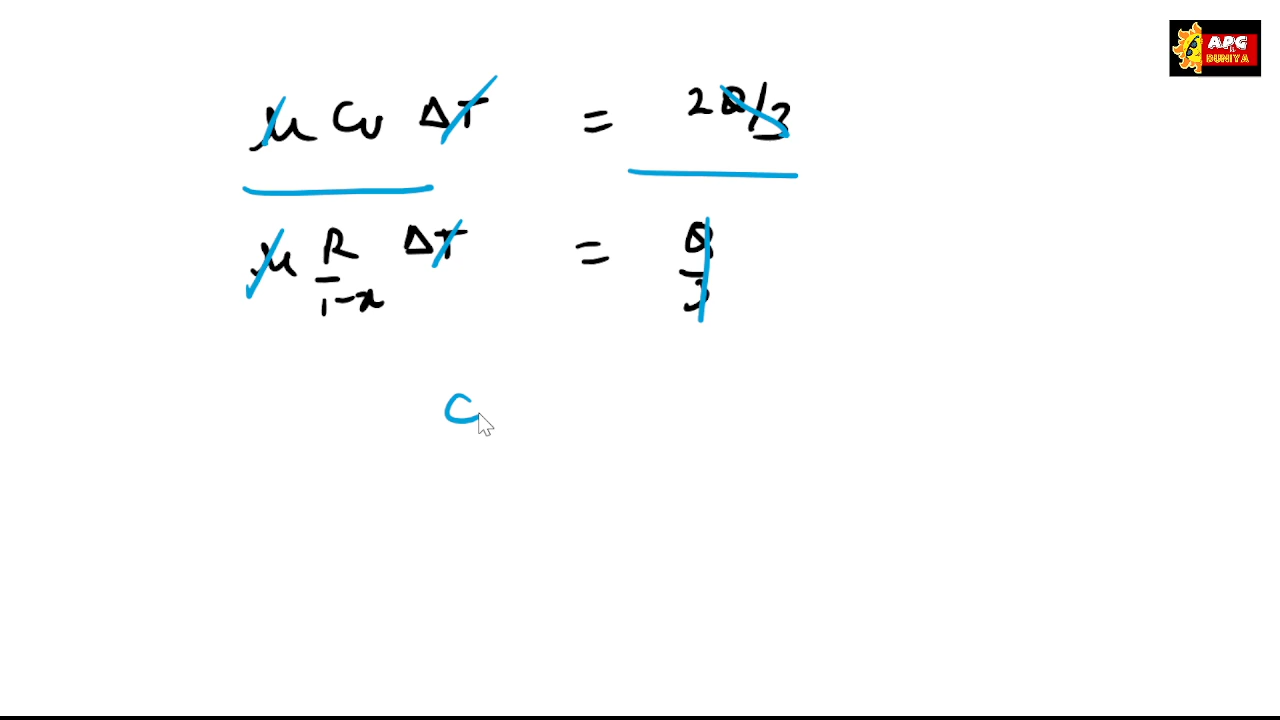 APG
DUNIYA
μ Cv ΔT = 2Q/3
μ R/1-x ΔT = Q/3
C